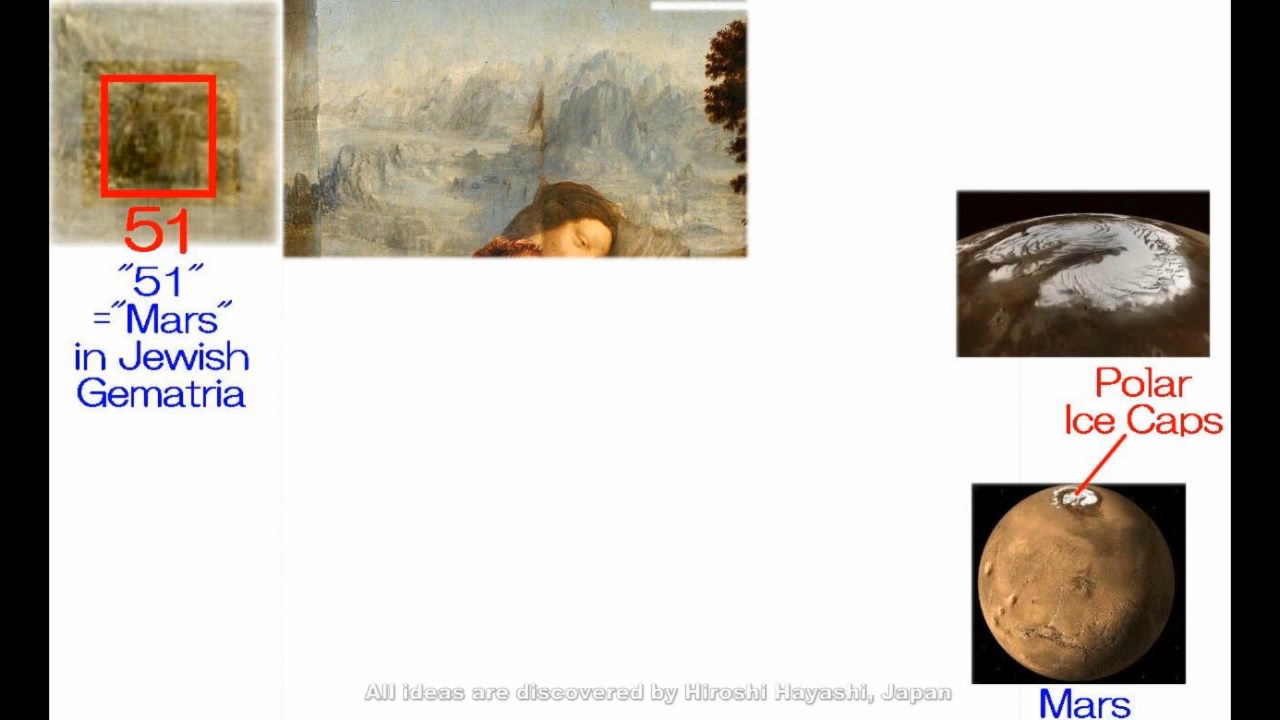 51
"51"
="Mars"
in Jewish
Gematria
Polar
Ice Caps
Mars
All ideas are discovered by Hiroshi Hayashi, Japan